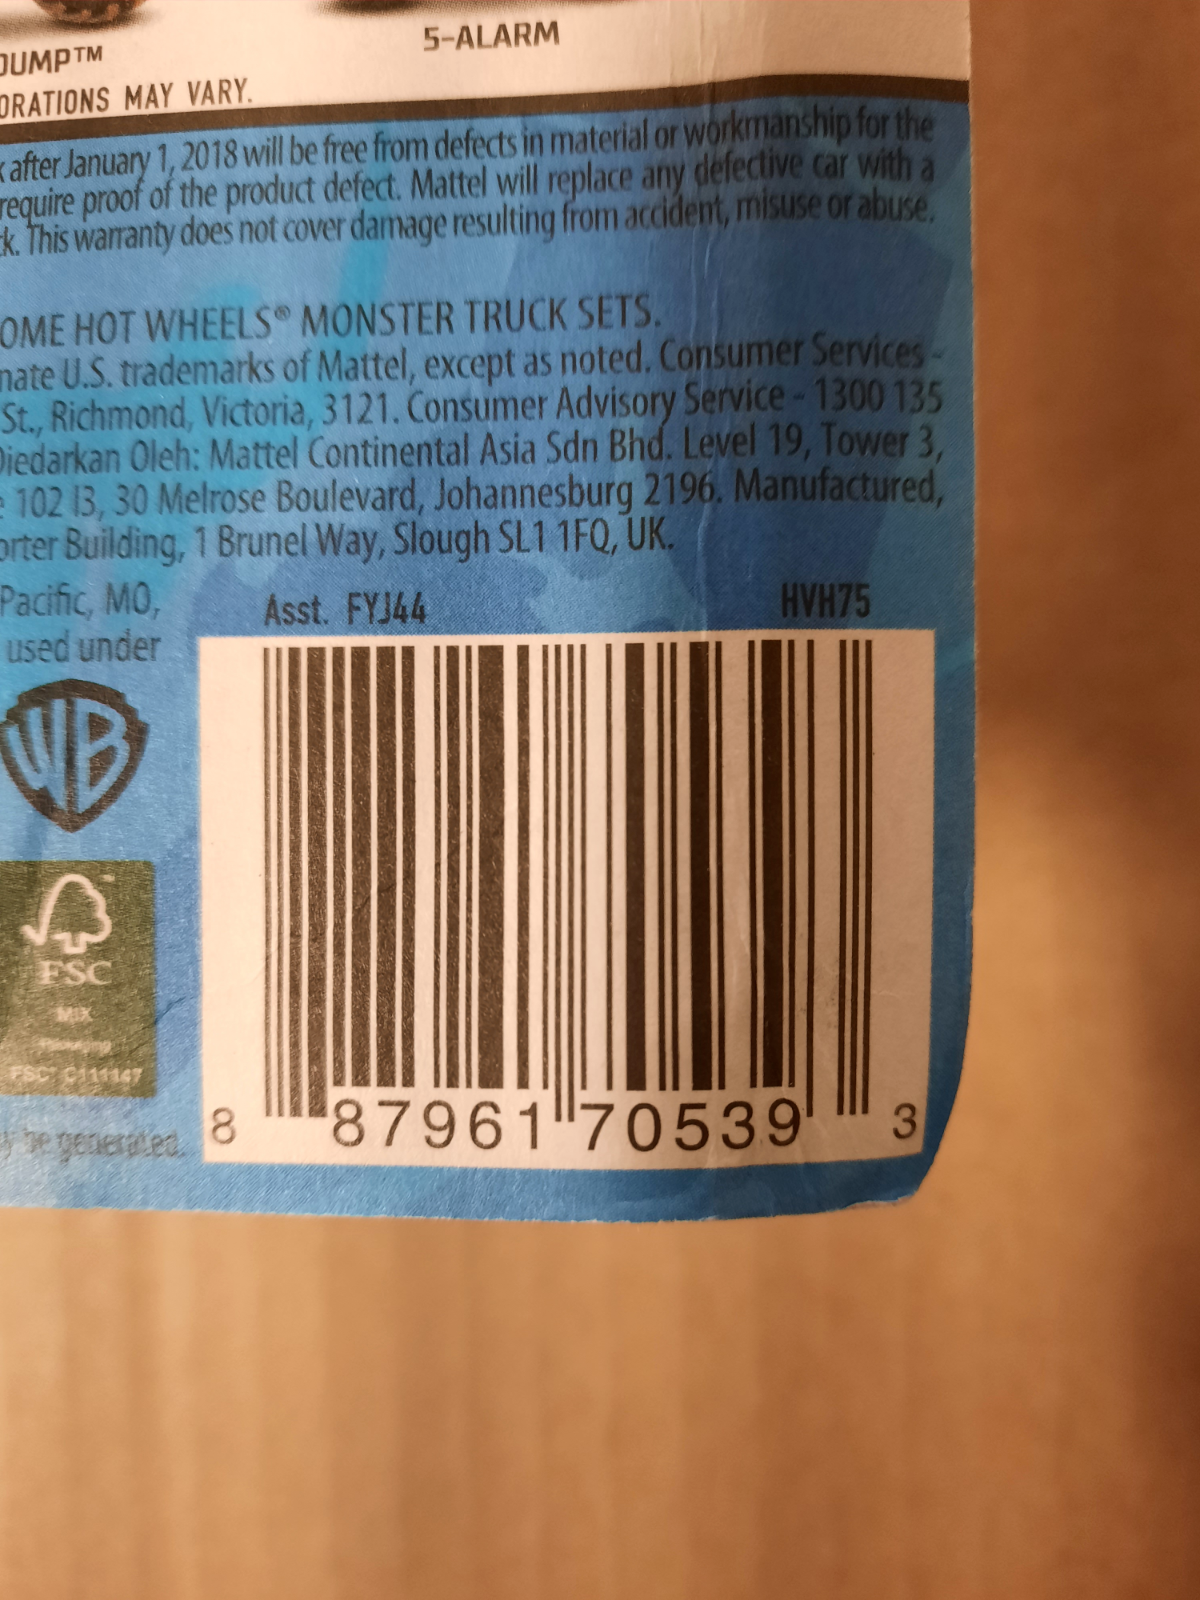 DUMP™
5-ALARM
ORATIONS MAY VARY.
after January 1, 2018 will be free from defects in material or workmanship for the
require proof of the product defect. Mattel will replace any defective car with a
k. This warranty does not cover damage resulting from accident, misuse or abuse.
OME HOT WHEELS® MONSTER TRUCK SETS.
nate U.S. trademarks of Mattel, except as noted. Consumer Services -
St., Richmond, Victoria, 3121. Consumer Advisory Service - 1300 135
Diedarkan Oleh: Mattel Continental Asia Sdn Bhd. Level 19, Tower 3,
e 102 I3, 30 Melrose Boulevard, Johannesburg 2196. Manufactured,
orter Building, 1 Brunel Way, Slough SL1 1FQ, UK.
Pacific, MO,
used under
Asst. FYJ44
HVH75
WB
FSC
MIX
Packaging
FSC® C111147
y be generated.
8 87961 70539 3